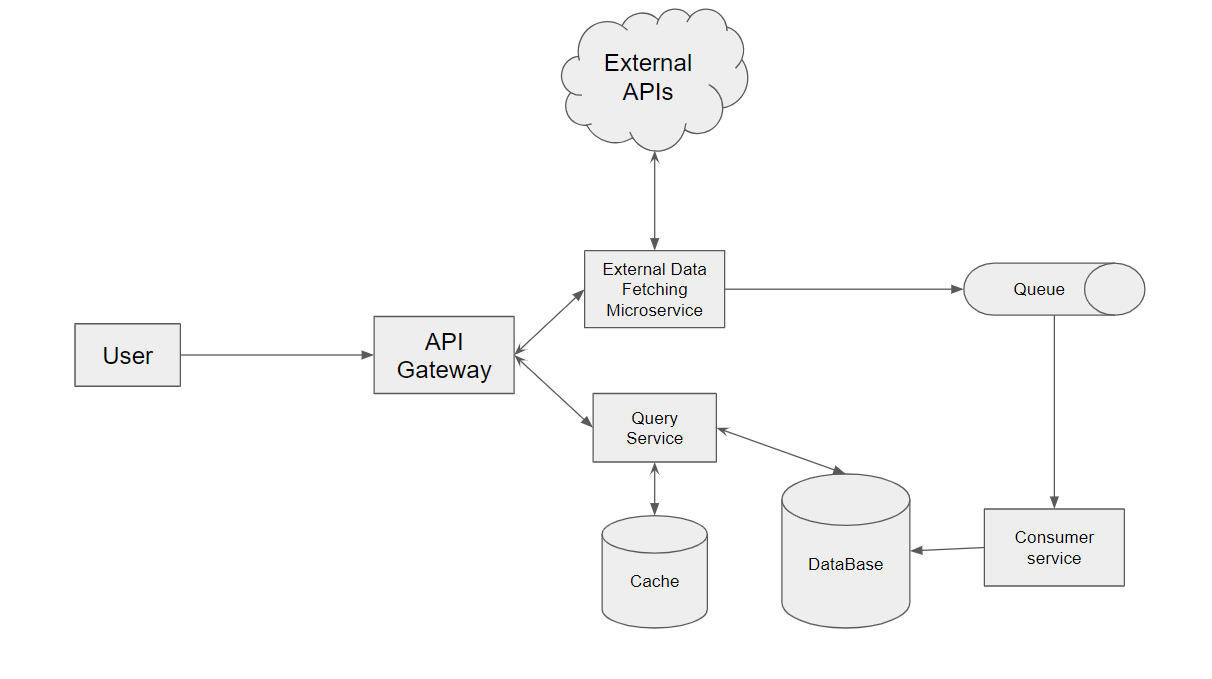 External
APIs
External Data
Fetching
Microservice
Queue
User
API
Gateway
Query
Service
Cache
DataBase
Consumer
service